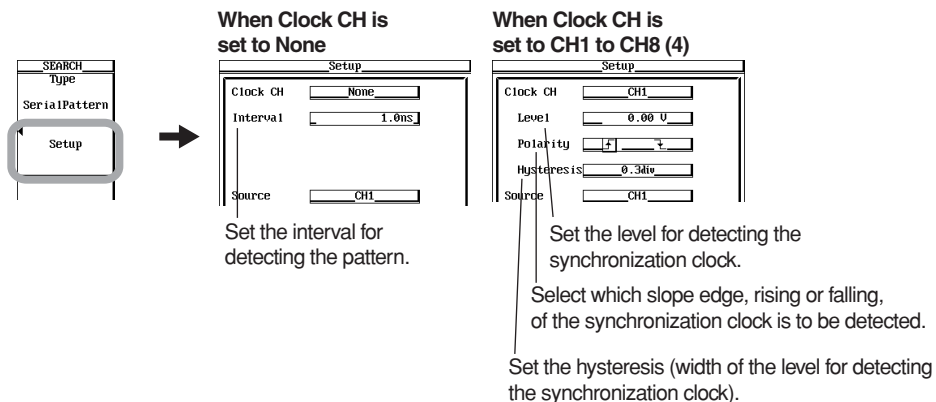 When Clock CH is
set to None
When Clock CH is
set to CH1 to CH8 (4)
SEARCH
Type
SerialPattern
Setup
Setup
Clock CH None
Interval 1.0ns
Source CH1
Set the interval for
detecting the pattern.
Setup
Clock CH CH1
Level 0.00 V
Polarity
Hysteresis 0.3div
Source CH1
Set the level for detecting the
synchronization clock.
Select which slope edge, rising or falling,
of the synchronization clock is to be detected.
Set the hysteresis (width of the level for detecting
the synchronization clock).